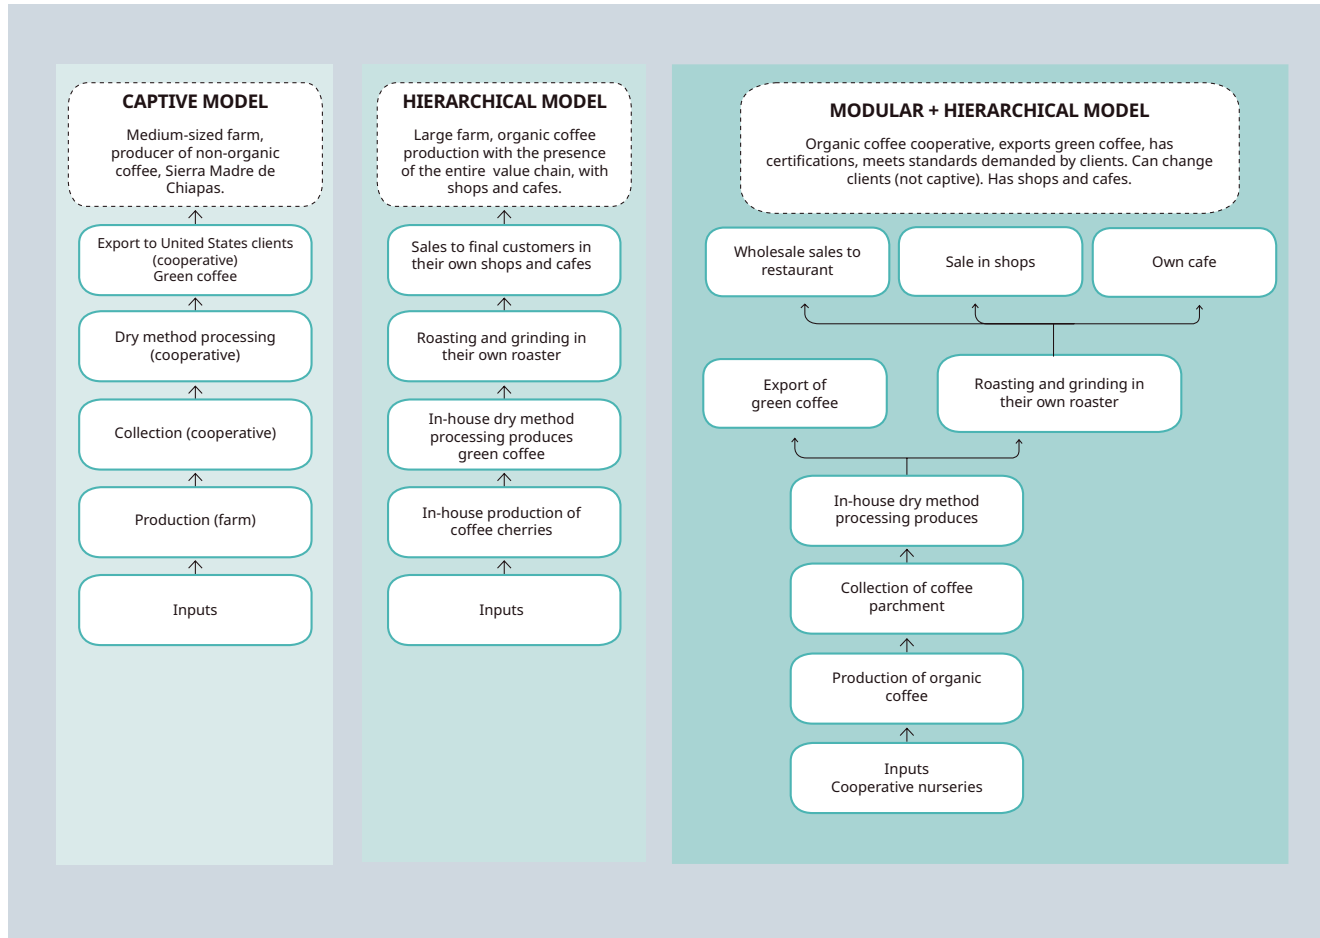 CAPTIVE MODEL
Medium-sized farm,
producer of non-organic
coffee, Sierra Madre de
Chiapas.
Export to United States clients
(cooperative)
Green coffee
Dry method processing
(cooperative)
Collection (cooperative)
Production (farm)
Inputs
HIERARCHICAL MODEL
Large farm, organic coffee
production with the presence
of the entire value chain, with
shops and cafes.
Sales to final customers in
their own shops and cafes
Roasting and grinding in
their own roaster
In-house dry method
processing produces
green coffee
In-house production of
coffee cherries
Inputs
MODULAR + HIERARCHICAL MODEL
Organic coffee cooperative, exports green coffee, has
certifications, meets standards demanded by clients. Can change
clients (not captive). Has shops and cafes.
Wholesale sales to
restaurant
Sale in shops
Own cafe
Export of
green coffee
Roasting and grinding in
their own roaster
In-house dry method
processing produces
Collection of coffee
parchment
Production of organic
coffee
Inputs
Cooperative nurseries